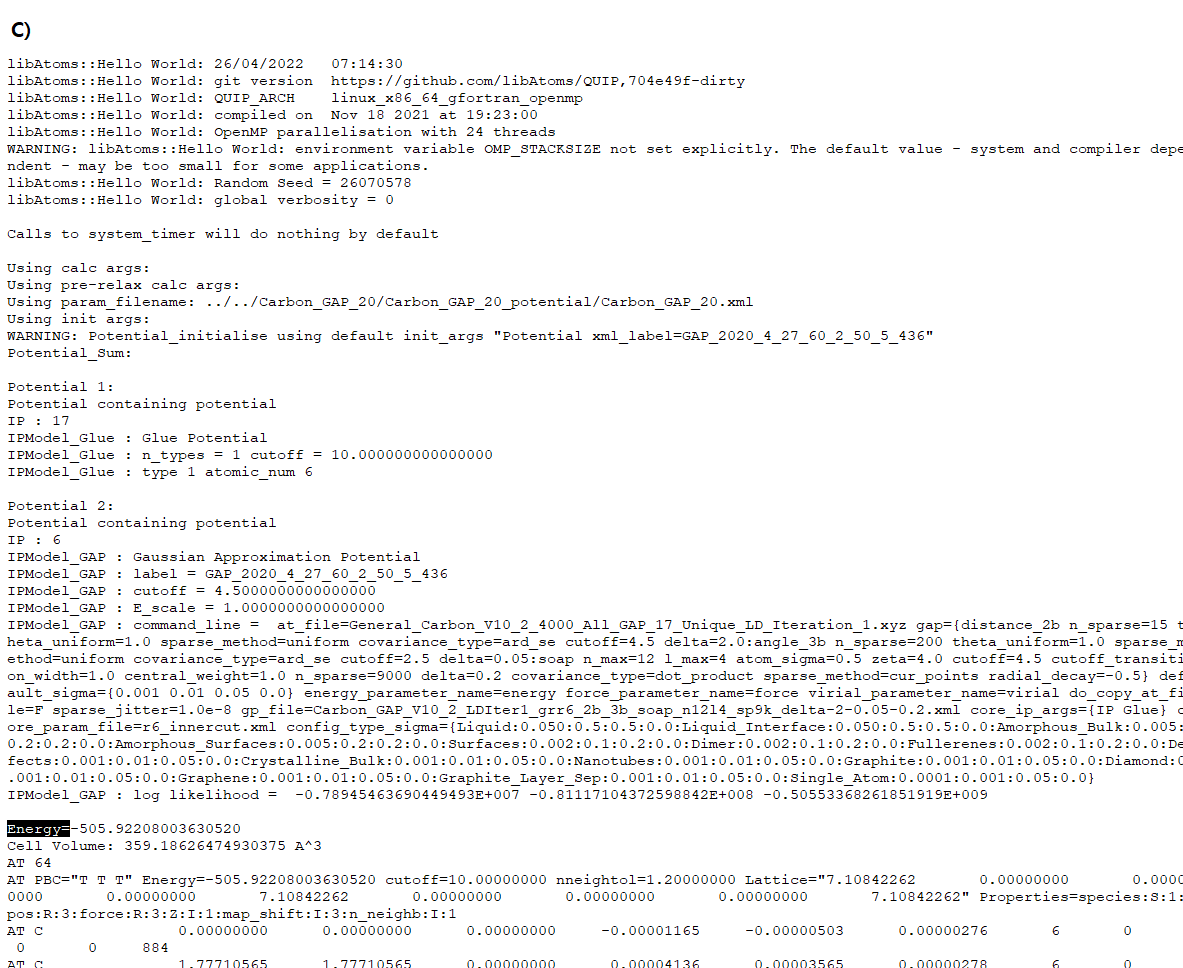 C)
libAtoms::Hello World: 26/04/2022   07:14:30
libAtoms::Hello World: git version  https://github.com/libAtoms/QUIP,704e49f-dirty
libAtoms::Hello World: QUIP_ARCH    linux_x86_64_gfortran_openmp
libAtoms::Hello World: compiled on  Nov 18 2021 at 19:23:00
libAtoms::Hello World: OpenMP parallelisation with 24 threads
WARNING: libAtoms::Hello World: environment variable OMP_STACKSIZE not set explicitly. The default value - system and compiler depe
ndent - may be too small for some applications.
libAtoms::Hello World: Random Seed = 26070578
libAtoms::Hello World: global verbosity = 0
Calls to system_timer will do nothing by default
Using calc args:
Using pre-relax calc args:
Using param_filename: ../../Carbon_GAP_20/Carbon_GAP_20_potential/Carbon_GAP_20.xml
Using init args:
WARNING: Potential_initialise using default init_args "Potential xml_label=GAP_2020_4_27_60_2_50_5_436"
Potential_Sum:
Potential 1:
Potential containing potential
IP : 17
IPModel_Glue : Glue Potential
IPModel_Glue : n_types = 1 cutoff = 10.000000000000000
IPModel_Glue : type 1 atomic_num 6
Potential 2:
Potential containing potential
IP : 6
IPModel_GAP : Gaussian Approximation Potential
IPModel_GAP : label = GAP_2020_4_27_60_2_50_5_436
IPModel_GAP : cutoff = 4.5000000000000000
IPModel_GAP : E_scale = 1.0000000000000000
IPModel_GAP : command_line =  at_file=General_Carbon_V10_2_4000_All_GAP_17_Unique_LD_Iteration_1.xyz gap={distance_2b n_sparse=15 t
heta_uniform=1.0 sparse_method=uniform covariance_type=ard_se cutoff=4.5 delta=2.0:angle_3b n_sparse=200 theta_uniform=1.0 sparse_m
ethod=uniform covariance_type=ard_se cutoff=2.5 delta=0.05:soap n_max=12 l_max=4 atom_sigma=0.5 zeta=4.0 cutoff=4.5 cutoff_transiti
on_width=1.0 central_weight=1.0 n_sparse=9000 delta=0.2 covariance_type=dot_product sparse_method=cur_points radial_decay=-0.5} def
ault_sigma={0.001 0.01 0.05 0.0} energy_parameter_name=energy force_parameter_name=force virial_parameter_name=virial do_copy_at_fi
le=F sparse_jitter=1.0e-8 gp_file=Carbon_GAP_V10_2_LDIter1_grr6_2b_3b_soap_n12l4_sp9k_delta-2-0.05-0.2.xml core_ip_args={IP Glue} c
ore_param_file=r6_innercut.xml config_type_sigma={Liquid:0.050:0.5:0.5:0.0:Liquid_Interface:0.050:0.5:0.5:0.0:Amorphous_Bulk:0.005:
0.2:0.2:0.0:Amorphous_Surfaces:0.005:0.2:0.2:0.0:Surfaces:0.002:0.1:0.2:0.0:Dimer:0.002:0.1:0.2:0.0:Fullerenes:0.002:0.1:0.2:0.0:De
fects:0.001:0.01:0.05:0.0:Crystalline_Bulk:0.001:0.01:0.05:0.0:Nanotubes:0.001:0.01:0.05:0.0:Graphite:0.001:0.01:0.05:0.0:Diamond:0
.001:0.01:0.05:0.0:Graphene:0.001:0.01:0.05:0.0:Graphite_Layer_Sep:0.001:0.01:0.05:0.0:Single_Atom:0.0001:0.001:0.05:0.0}
IPModel_GAP : log likelihood =  -0.78945463690449493E+007 -0.81117104372598842E+008 -0.50553368261851919E+009
Energy=-505.92208003630520
Cell Volume: 359.18626474930375 A^3
AT 64
AT PBC="T T T" Energy=-505.92208003630520 cutoff=10.00000000 nneightol=1.20000000 Lattice="7.10842262       0.00000000       0.0000
0000       0.00000000       7.10842262       0.00000000       0.00000000       0.00000000       7.10842262" Properties=species:S:1:
pos:R:3:force:R:3:Z:I:1:map_shift:I:3:n_neighb:I:1
AT C               0.00000000      0.00000000      0.00000000     -0.00001165     -0.00000503      0.00000276       6       0
 0       0     884
AT C               1.77710565      1.77710565      0.00000000      0.00004136      0.00003565      0.00000278       6       0